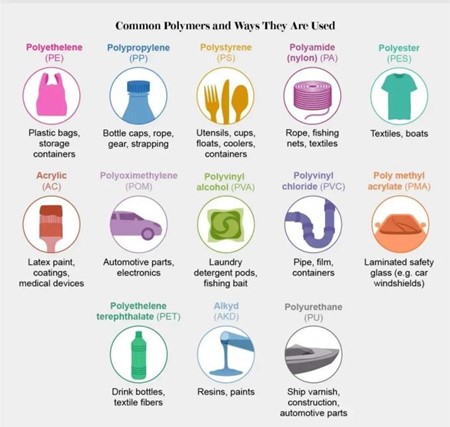 Common Polymers and Ways They Are Used
Polyethelene
(PE)
Plastic bags,
storage
containers
Polypropylene
(PP)
Bottle caps, rope,
gear, strapping
Polystyrene
(PS)
Utensils, cups,
floats, coolers,
containers
Polyamide
(nylon) (PA)
Rope, fishing
nets, textiles
Polyester
(PES)
Textiles, boats
Acrylic
(AC)
Latex paint,
coatings,
medical devices
Polyoximethylene
(POM)
Automotive parts,
electronics
Polyvinyl
alcohol (PVA)
Laundry
detergent pods,
fishing bait
Polyvinyl
chloride (PVC)
Pipe, film,
containers
Poly methyl
acrylate (PMA)
Laminated safety
glass (e.g. car
windshields)
Polyethelene
terephthalate (PET)
Drink bottles,
textile fibers
Alkyd
(AKD)
Resins, paints
Polyurethane
(PU)
Ship varnish,
construction,
automotive parts